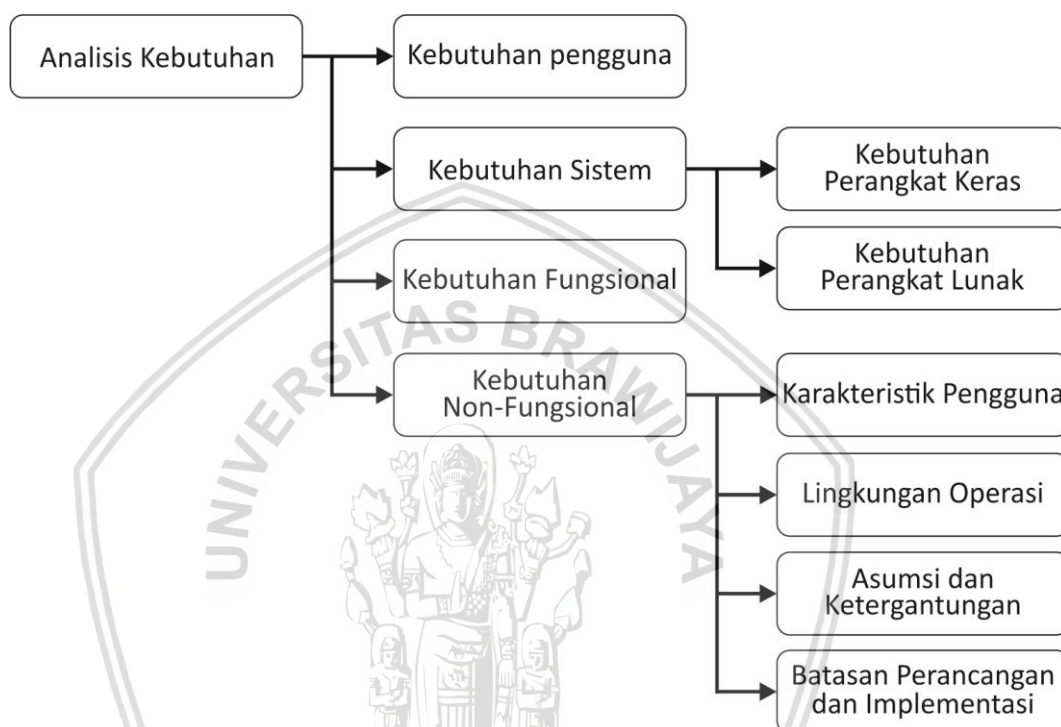 Analisis Kebutuhan
Kebutuhan pengguna
Kebutuhan Sistem
Kebutuhan
Perangkat Keras
Kebutuhan
Perangkat Lunak
Kebutuhan Fungsional
Kebutuhan
Non-Fungsional
Karakteristik Pengguna
Lingkungan Operasi
Asumsi dan
Ketergantungan
Batasan Perancangan
dan Implementasi
UNIVERSITAS BRAWIJAYA